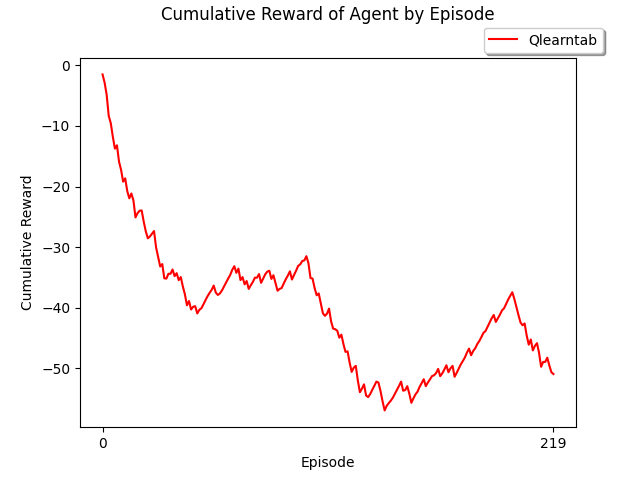 Cumulative Reward of Agent by Episode
Qlearntab
0
−10
−20
−30
−40
−50
Cumulative Reward
0
219
Episode